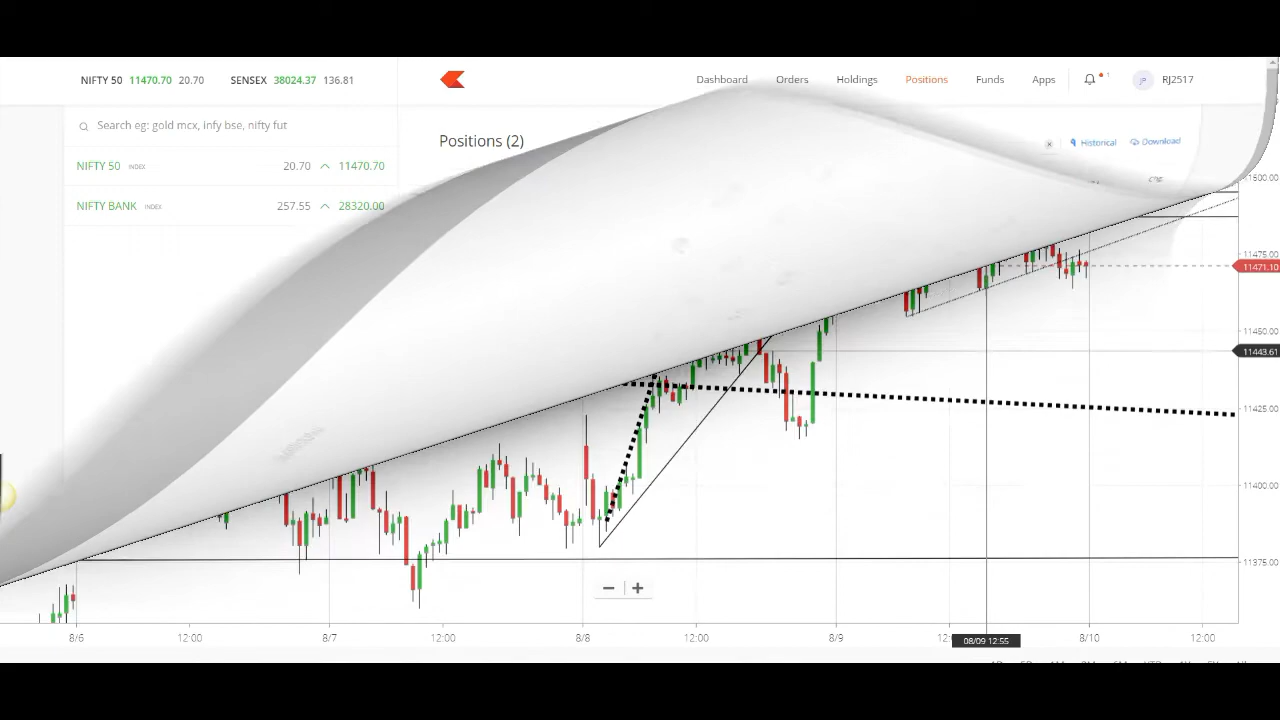 NIFTY 50 11470.70 20.70 SENSEX 38024.37 136.81
Dashboard Orders Holdings Positions Funds Apps 1 RJ2517
Search eg: gold mcx, infy bse, nifty fut
Positions (2)
Historical Download
NIFTY 50 INDEX 20.70 11470.70
NIFTY BANK INDEX 257.55 28320.00
11475.00
11471.10
11450.00
11443.61
11425.00
11400.00
11375.00
8/6 12:00 8/7 12:00 8/8 12:00 8/9 8/10 12:00
08/09 12:55